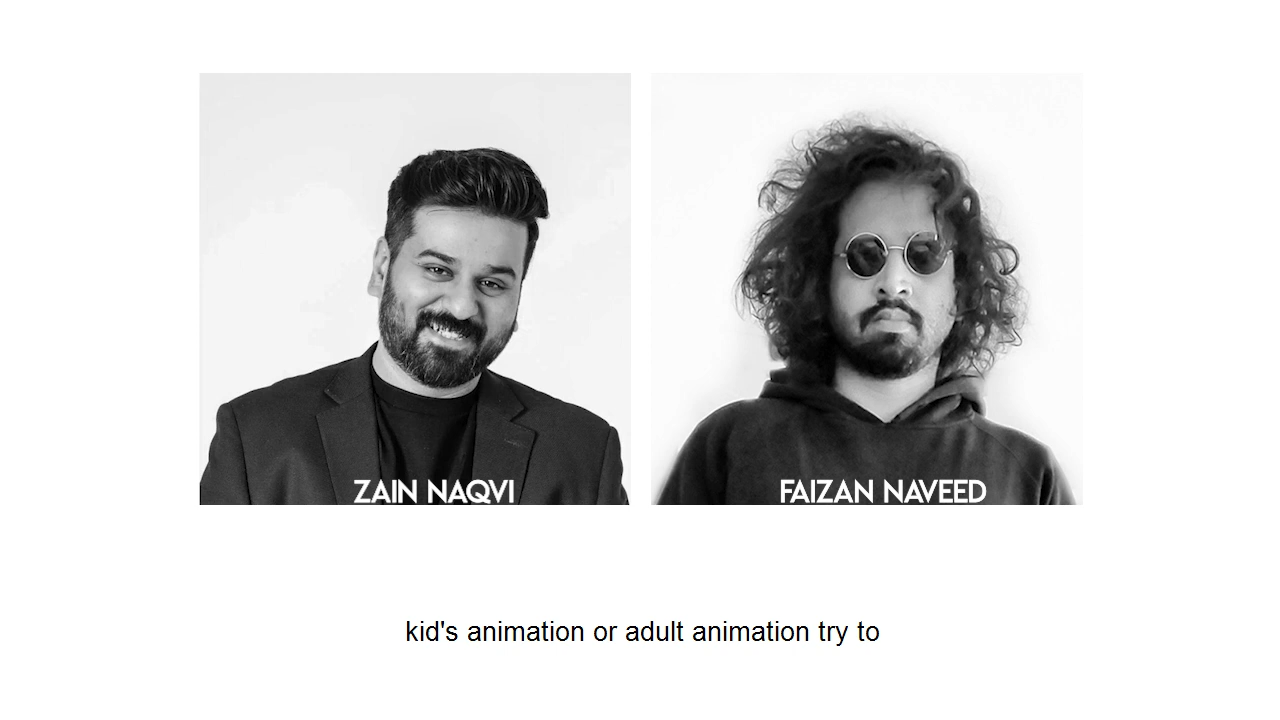 ZAIN NAQVI
FAIZAN NAVEED
kid's animation or adult animation try to